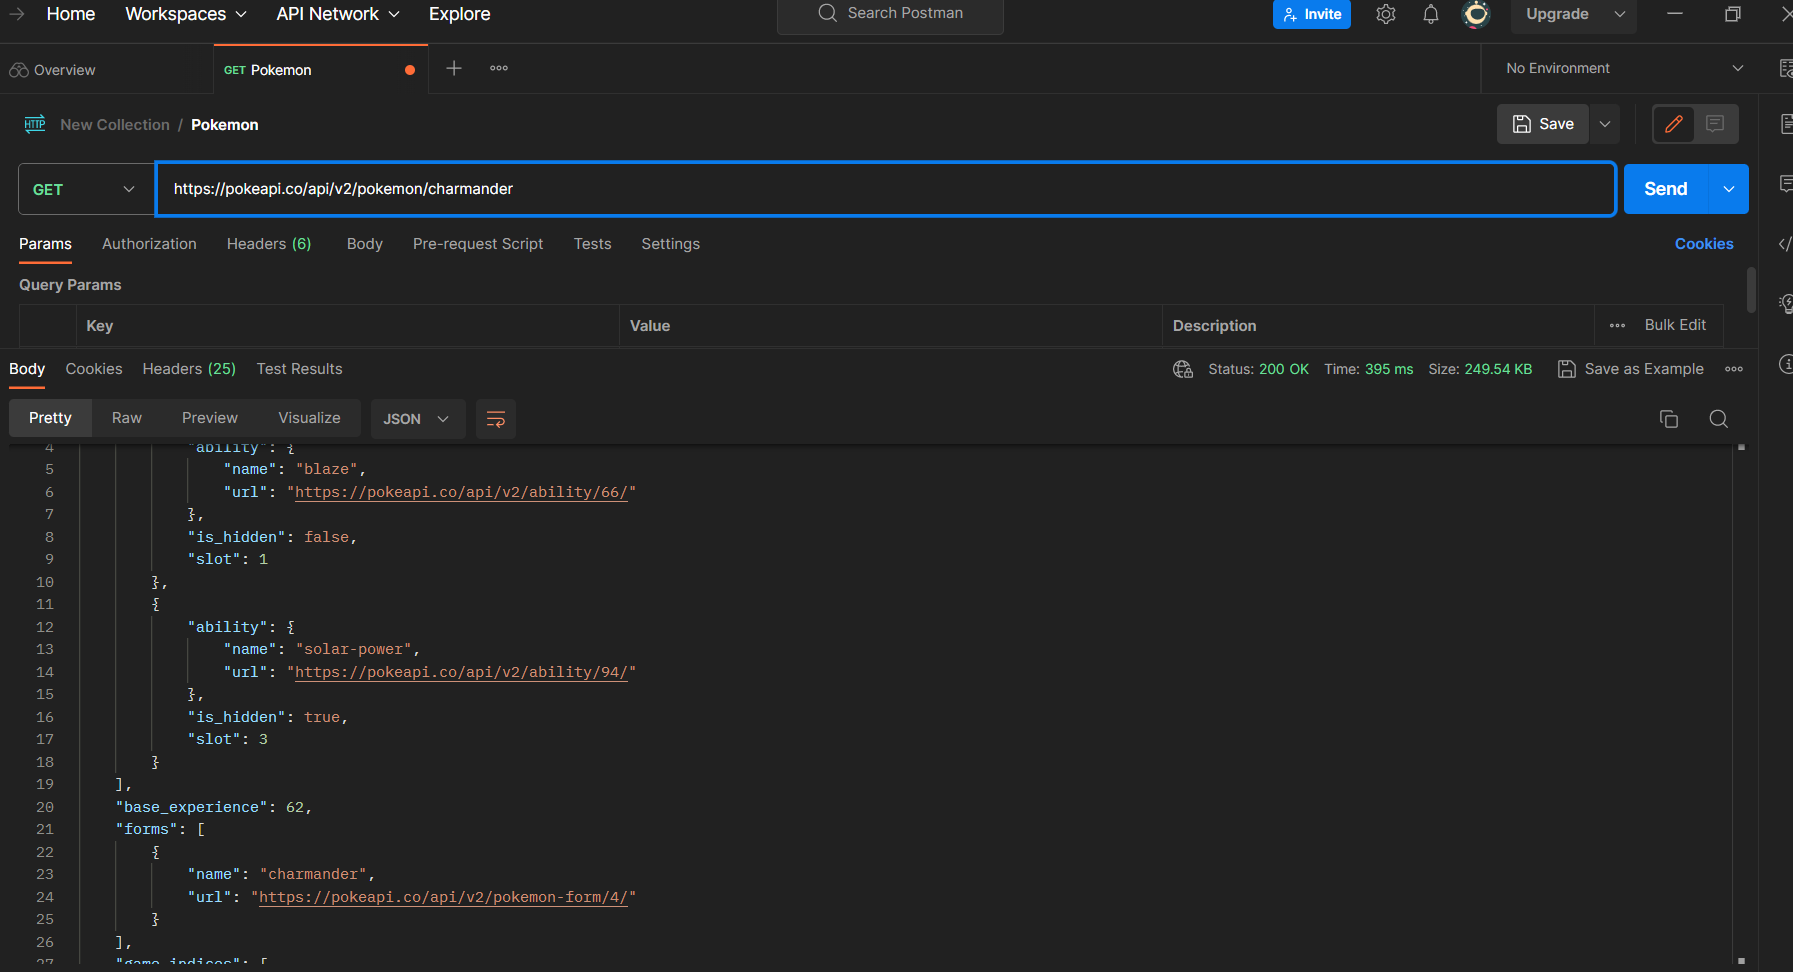 Home Workspaces API Network Explore Search Postman Invite Upgrade
Overview GET Pokemon No Environment
HTTP New Collection / Pokemon Save
GET https://pokeapi.co/api/v2/pokemon/charmander Send
Params Authorization Headers (6) Body Pre-request Script Tests Settings Cookies
Query Params
Key Value Description Bulk Edit
Body Cookies Headers (25) Test Results Status: 200 OK Time: 395 ms Size: 249.54 KB Save as Example
Pretty Raw Preview Visualize JSON
4 "ability": {
5 "name": "blaze",
6 "url": "https://pokeapi.co/api/v2/ability/66/"
7 },
8 "is_hidden": false,
9 "slot": 1
10 },
11 {
12 "ability": {
13 "name": "solar-power",
14 "url": "https://pokeapi.co/api/v2/ability/94/"
15 },
16 "is_hidden": true,
17 "slot": 3
18 }
19 ],
20 "base_experience": 62,
21 "forms": [
22 {
23 "name": "charmander",
24 "url": "https://pokeapi.co/api/v2/pokemon-form/4/"
25 }
26 ],
27 "game_indices": [